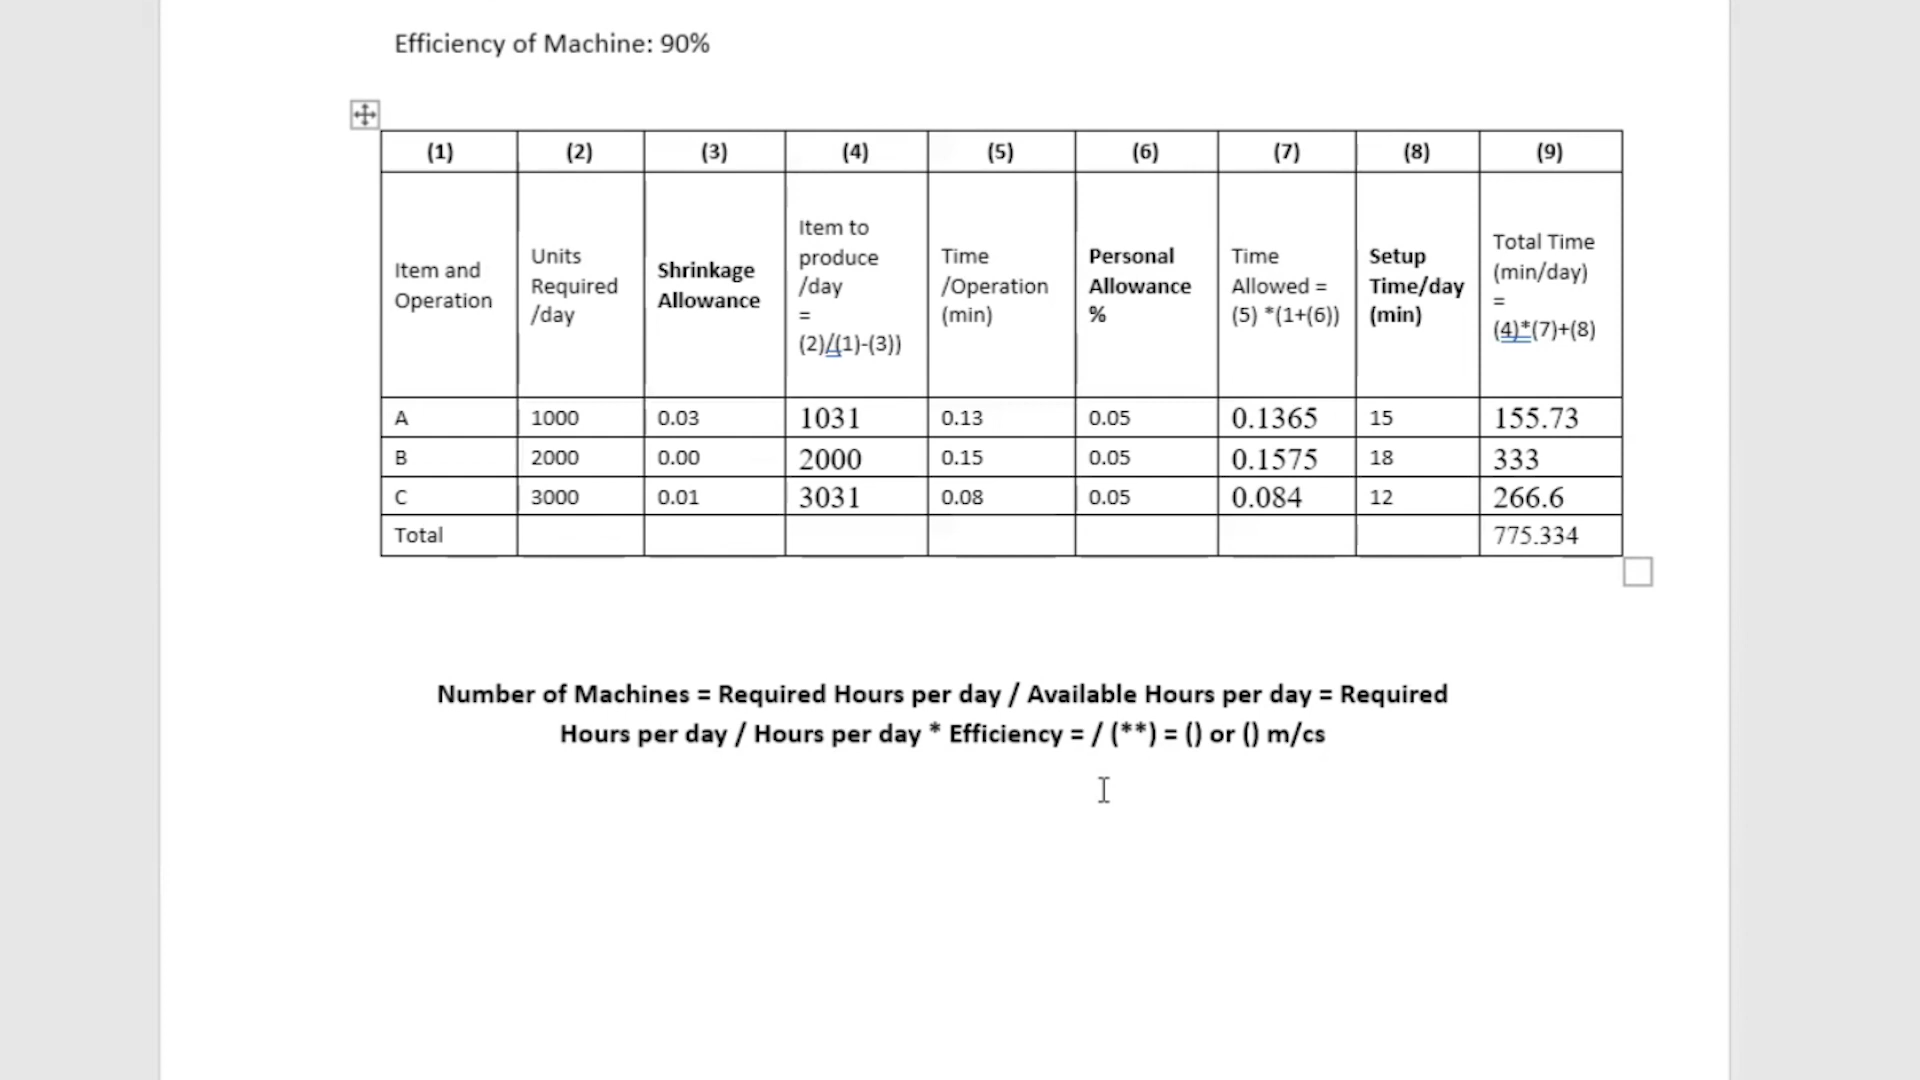 Efficiency of Machine: 90%
(1) (2) (3) (4) (5) (6) (7) (8) (9)
Item and Operation
Units Required /day
Shrinkage Allowance
Item to produce /day = (2)/(1)-(3))
Time /Operation (min)
Personal Allowance %
Time Allowed = (5) *(1+(6))
Setup Time/day (min)
Total Time (min/day) = (4)*(7)+(8)
A 1000 0.03 1031 0.13 0.05 0.1365 15 155.73
B 2000 0.00 2000 0.15 0.05 0.1575 18 333
C 3000 0.01 3031 0.08 0.05 0.084 12 266.6
Total 775.334
Number of Machines = Required Hours per day / Available Hours per day = Required
Hours per day / Hours per day * Efficiency = / (**) = () or () m/cs